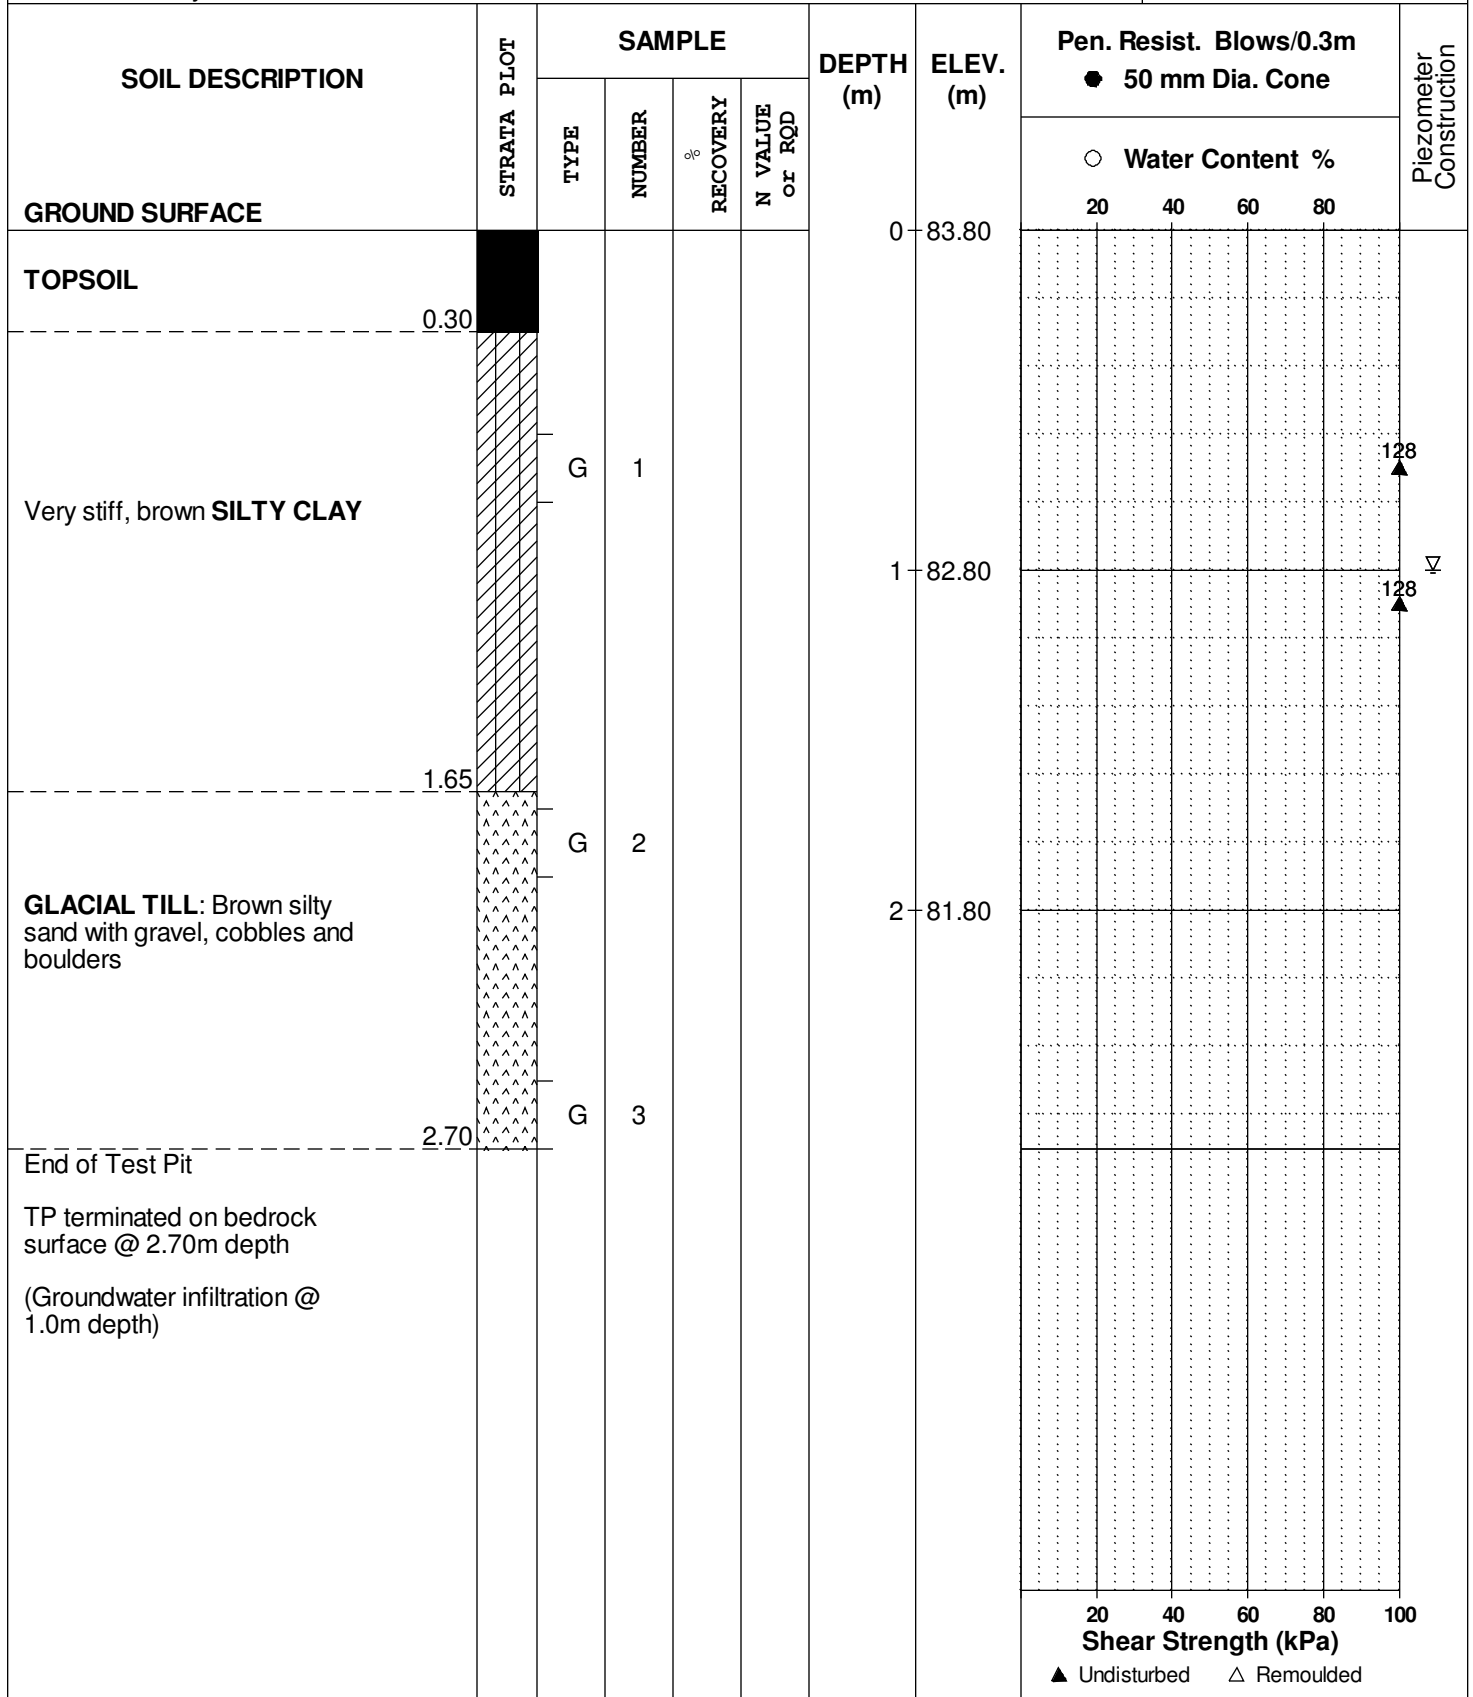 SOIL DESCRIPTION
GROUND SURFACE
STRATA PLOT
SAMPLE
TYPE
NUMBER
%
RECOVERY
N VALUE
or RQD
DEPTH
(m)
ELEV.
(m)
Pen. Resist. Blows/0.3m
● 50 mm Dia. Cone
○ Water Content %
20 40 60 80
Piezometer
Construction
0 83.80
TOPSOIL
0.30
128
G 1
Very stiff, brown SILTY CLAY
1 82.80
128
1.65
G 2
GLACIAL TILL: Brown silty
sand with gravel, cobbles and
boulders
2 81.80
G 3
2.70
End of Test Pit
TP terminated on bedrock
surface @ 2.70m depth
(Groundwater infiltration @
1.0m depth)
20 40 60 80 100
Shear Strength (kPa)
▲ Undisturbed △ Remoulded